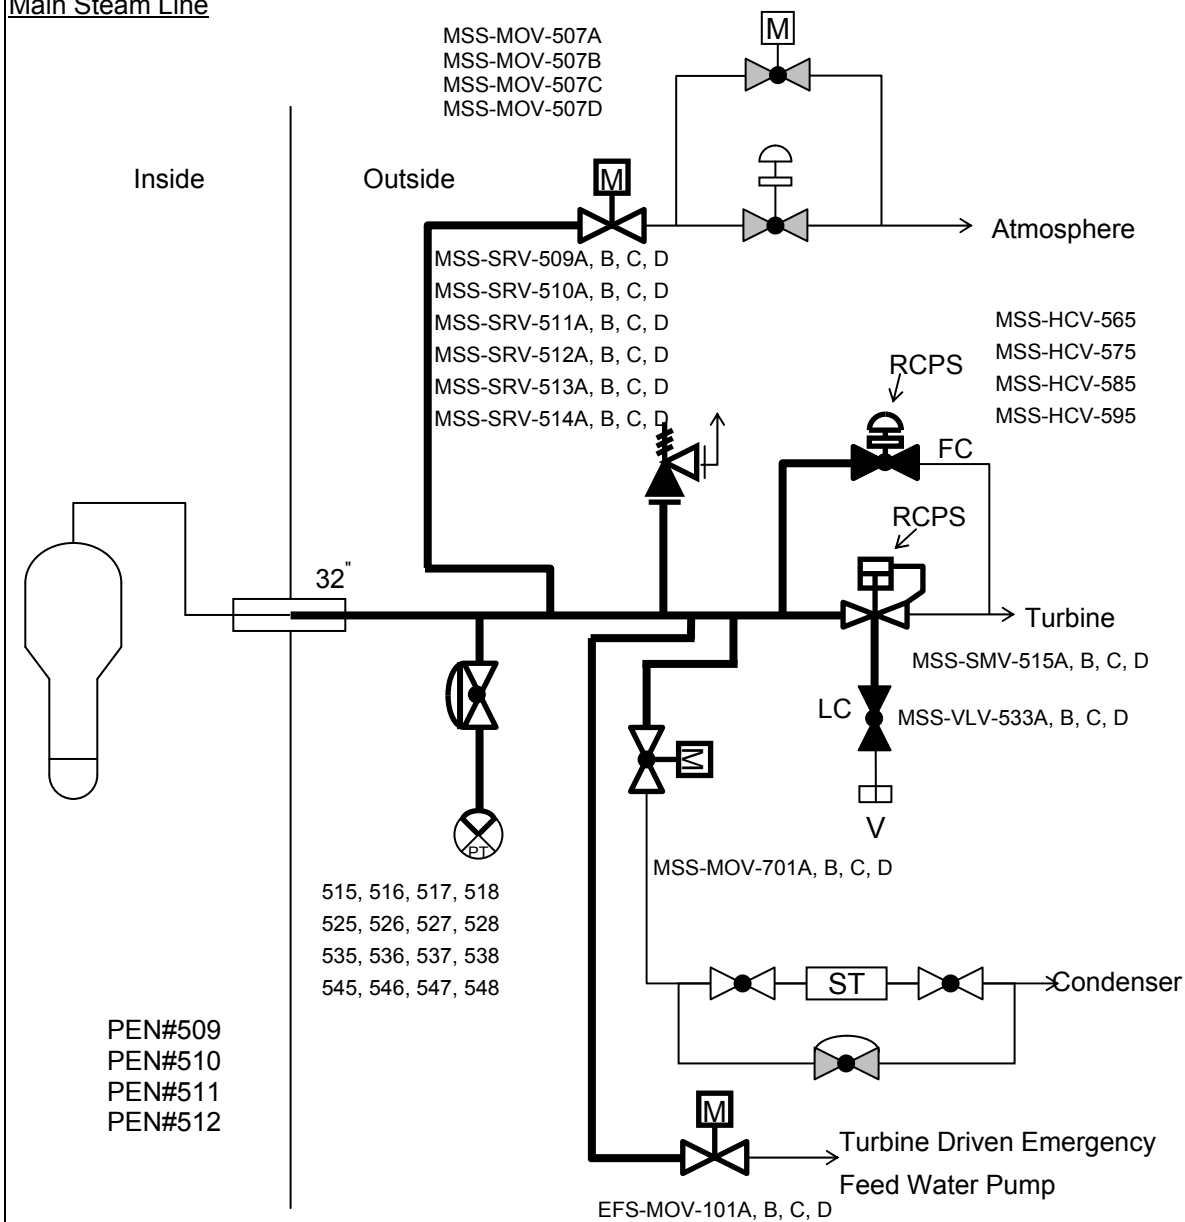 Main Steam Line
MSS-MOV-507A
MSS-MOV-507B
MSS-MOV-507C
MSS-MOV-507D
M
Inside
Outside
M
Atmosphere
MSS-SRV-509A, B, C, D
MSS-SRV-510A, B, C, D
MSS-SRV-511A, B, C, D
MSS-SRV-512A, B, C, D
MSS-SRV-513A, B, C, D
MSS-SRV-514A, B, C, D
MSS-HCV-565
MSS-HCV-575
MSS-HCV-585
MSS-HCV-595
RCPS
FC
RCPS
32"
Turbine
MSS-SMV-515A, B, C, D
LC
MSS-VLV-533A, B, C, D
M
V
PT
MSS-MOV-701A, B, C, D
515, 516, 517, 518
525, 526, 527, 528
535, 536, 537, 538
545, 546, 547, 548
ST
Condenser
PEN#509
PEN#510
PEN#511
PEN#512
M
Turbine Driven Emergency
Feed Water Pump
EFS-MOV-101A, B, C, D